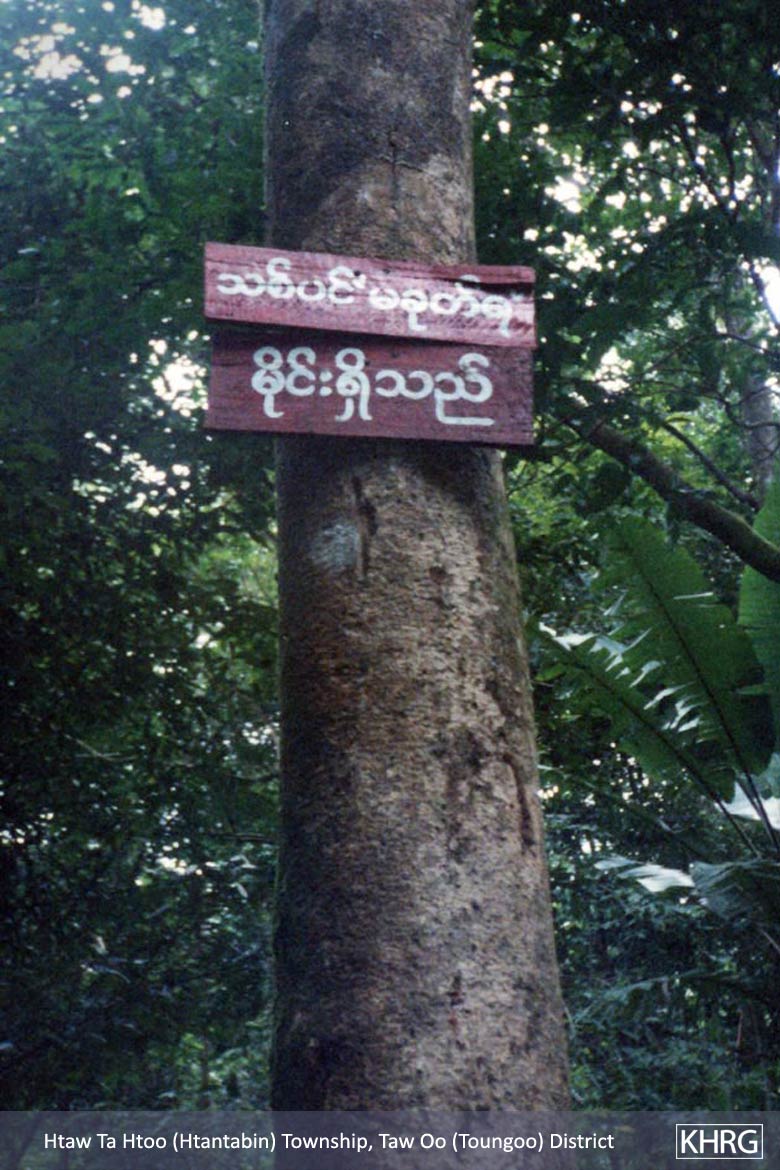 သစ်ပင် မခုတ်ရ
မိုင်းရှိသည်
Htaw Ta Htoo (Htantabin) Township, Taw Oo (Toungoo) District
KHRG